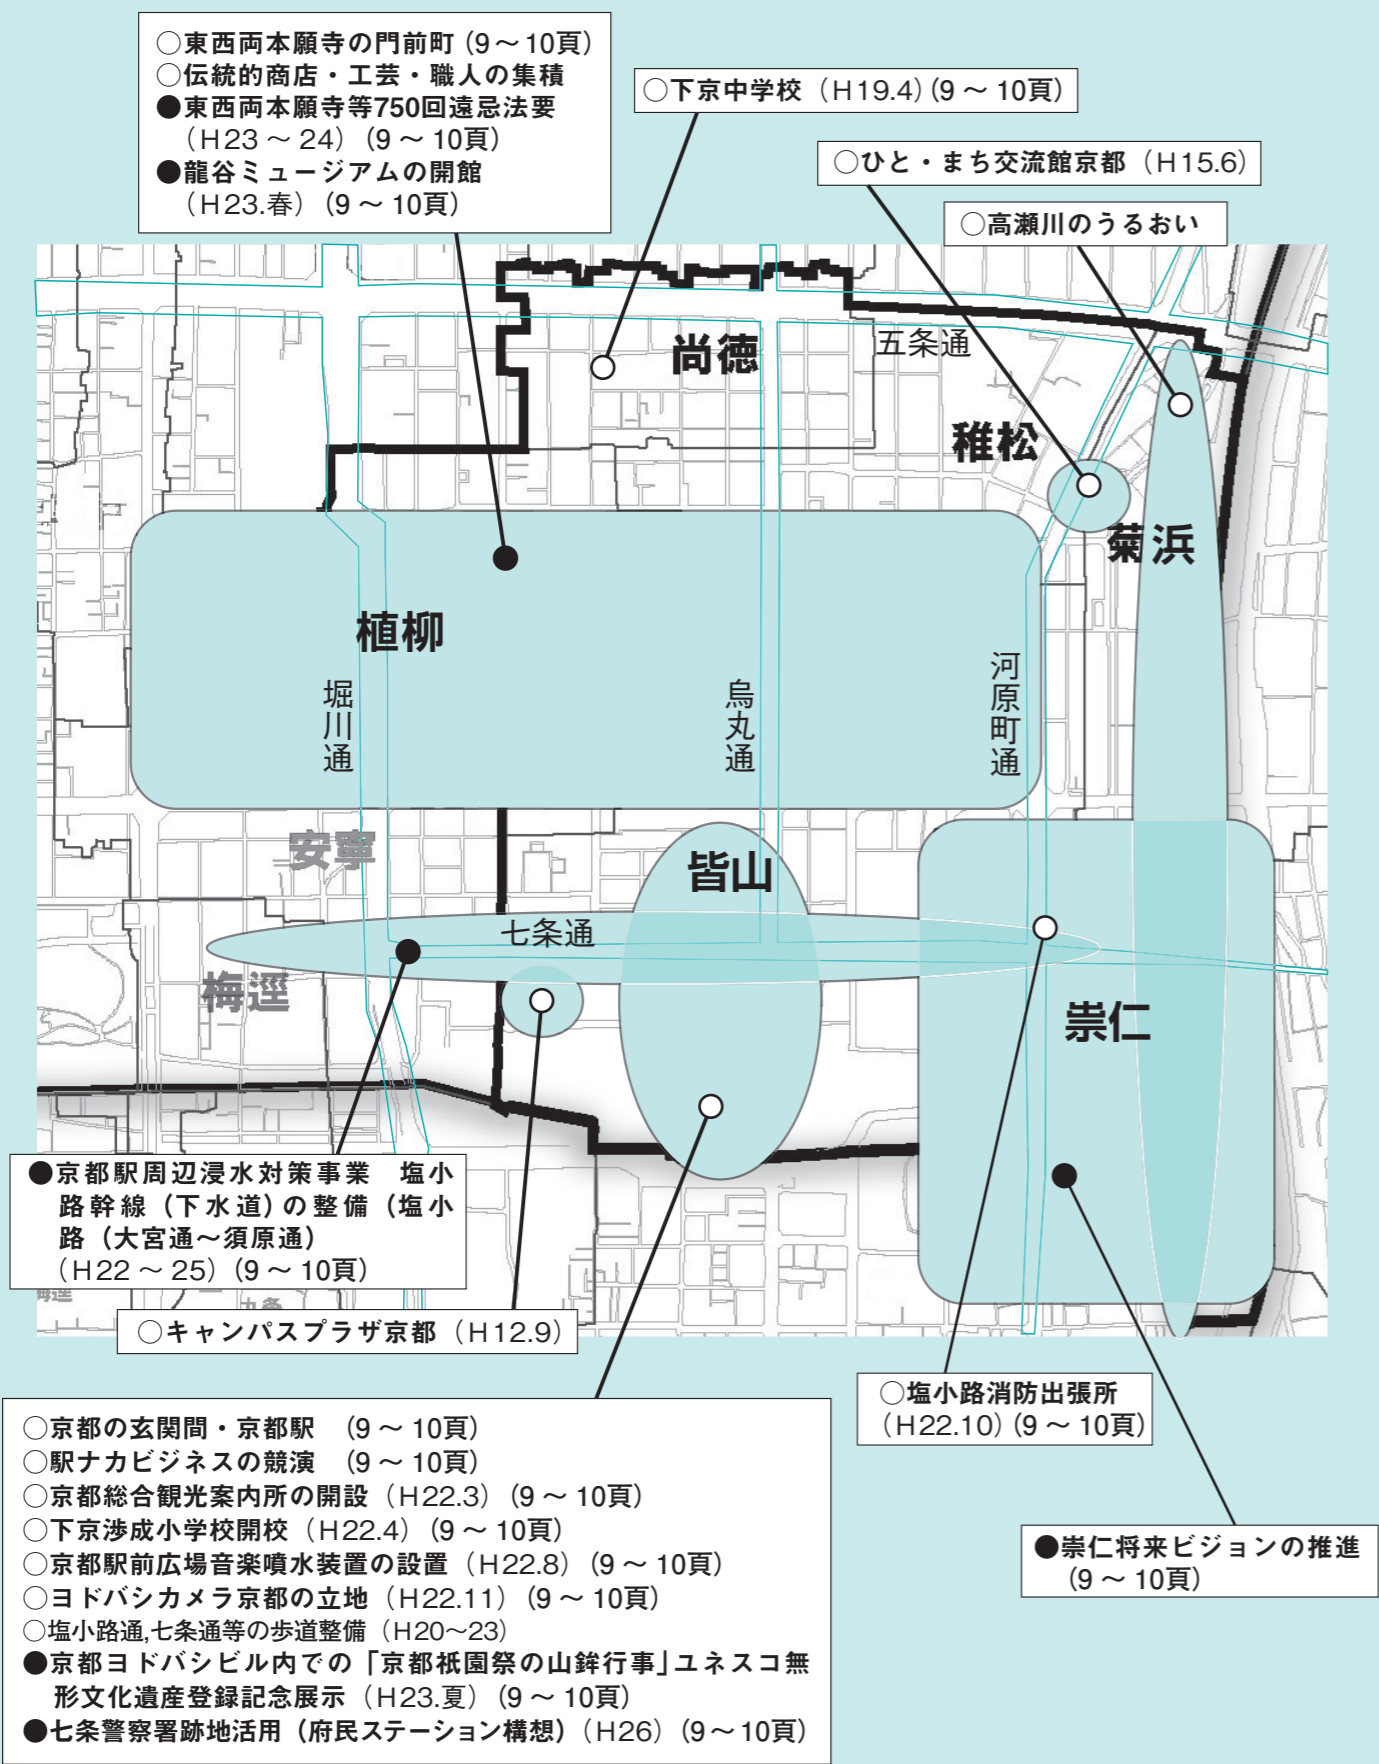 ○東西両本願寺の門前町（9～10頁）
○伝統的商店・工芸・職人の集積
●東西両本願寺等750回遠忌法要
（H23～24）（9～10頁）
●龍谷ミュージアムの開館
（H23.春）（9～10頁）
○下京中学校（H19.4）（9～10頁）
○ひと・まち交流館京都（H15.6）
○高瀬川のうるおい
尚徳
五条通
稚松
菊浜
植柳
堀川通
烏丸通
河原町通
安寧
皆山
七条通
梅逕
崇仁
●京都駅周辺浸水対策事業　塩小
路幹線（下水道）の整備（塩小
路（大宮通～須原通）
（H22～25）（9～10頁）
梅逕
九条
○キャンパスプラザ京都（H12.9）
○塩小路消防出張所
（H22.10）（9～10頁）
○京都の玄関間・京都駅　（9～10頁）
○駅ナカビジネスの競演　（9～10頁）
○京都総合観光案内所の開設（H22.3）（9～10頁）
○下京渉成小学校開校（H22.4）（9～10頁）
○京都駅前広場音楽噴水装置の設置（H22.8）（9～10頁）
○ヨドバシカメラ京都の立地（H22.11）（9～10頁）
○塩小路通,七条通等の歩道整備（H20～23）
●京都ヨドバシビル内での「京都祇園祭の山鉾行事」ユネスコ無
形文化遺産登録記念展示（H23.夏）（9～10頁）
●七条警察署跡地活用（府民ステーション構想）（H26）（9～10頁）
●崇仁将来ビジョンの推進
（9～10頁）